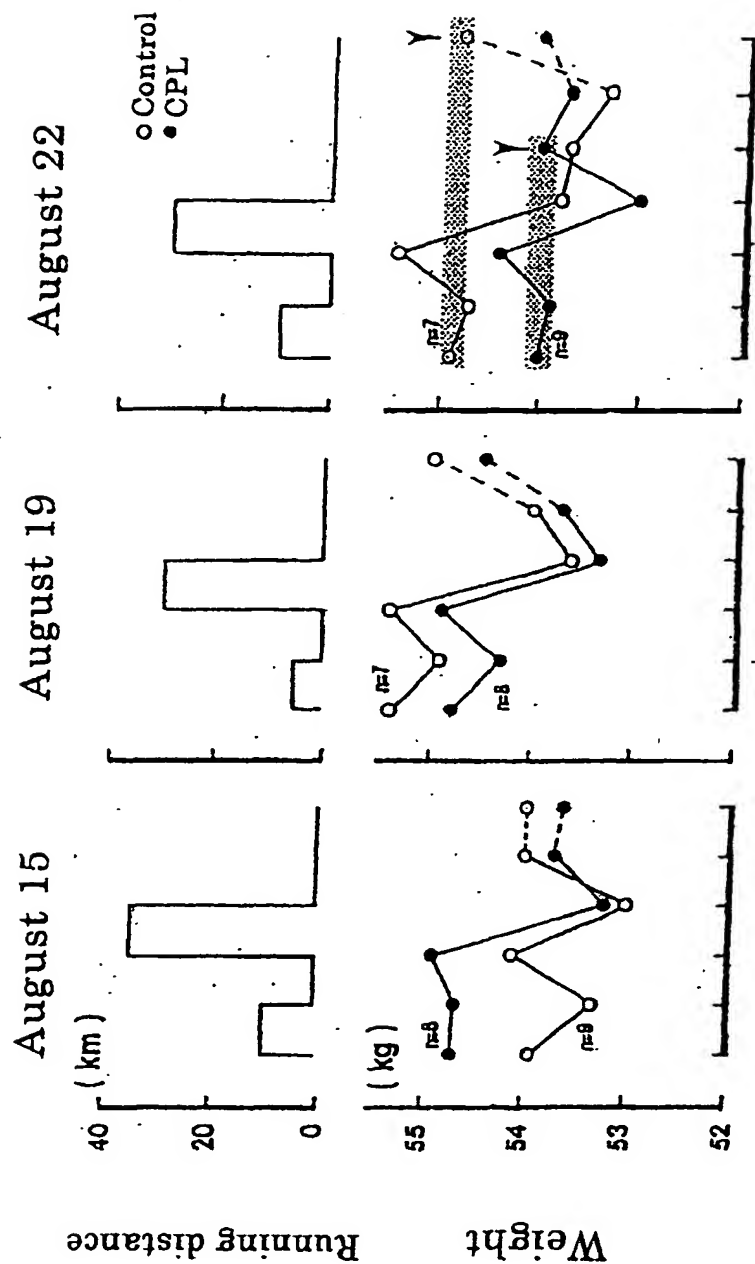 August 15
August 19
August 22
(km)
40
20
0
Running distance
○ Control
● CPL
(kg)
55
54
53
52
Weight
n=8
n=9
n=7
n=8
n=7
n=9